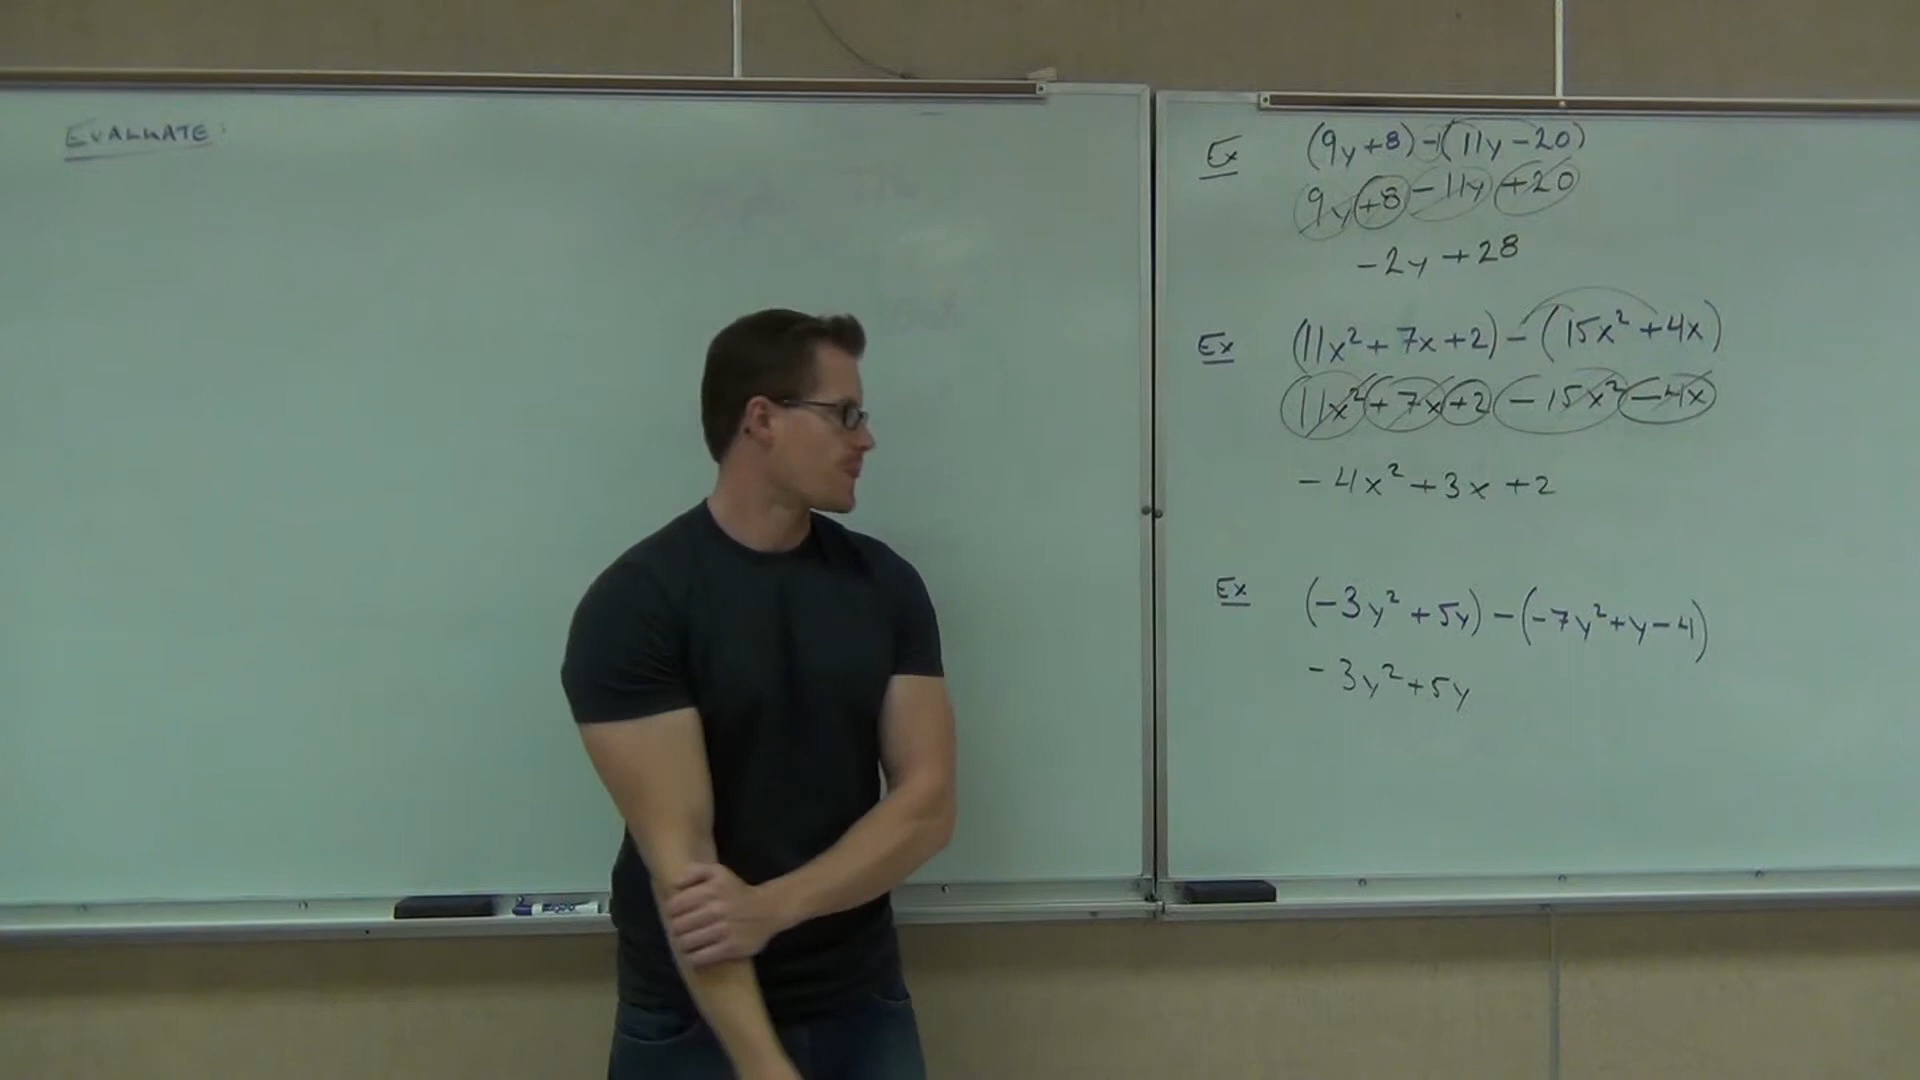 EVALUATE:
Ex (9y+8)-1(11y-20)
9y+8-11y+20
-2y+28
Ex (11x²+7x+2)-(15x²+4x)
11x²+7x+2-15x²-4x
-4x²+3x+2
Ex (-3y²+5y)-(-7y²+y-4)
-3y²+5y